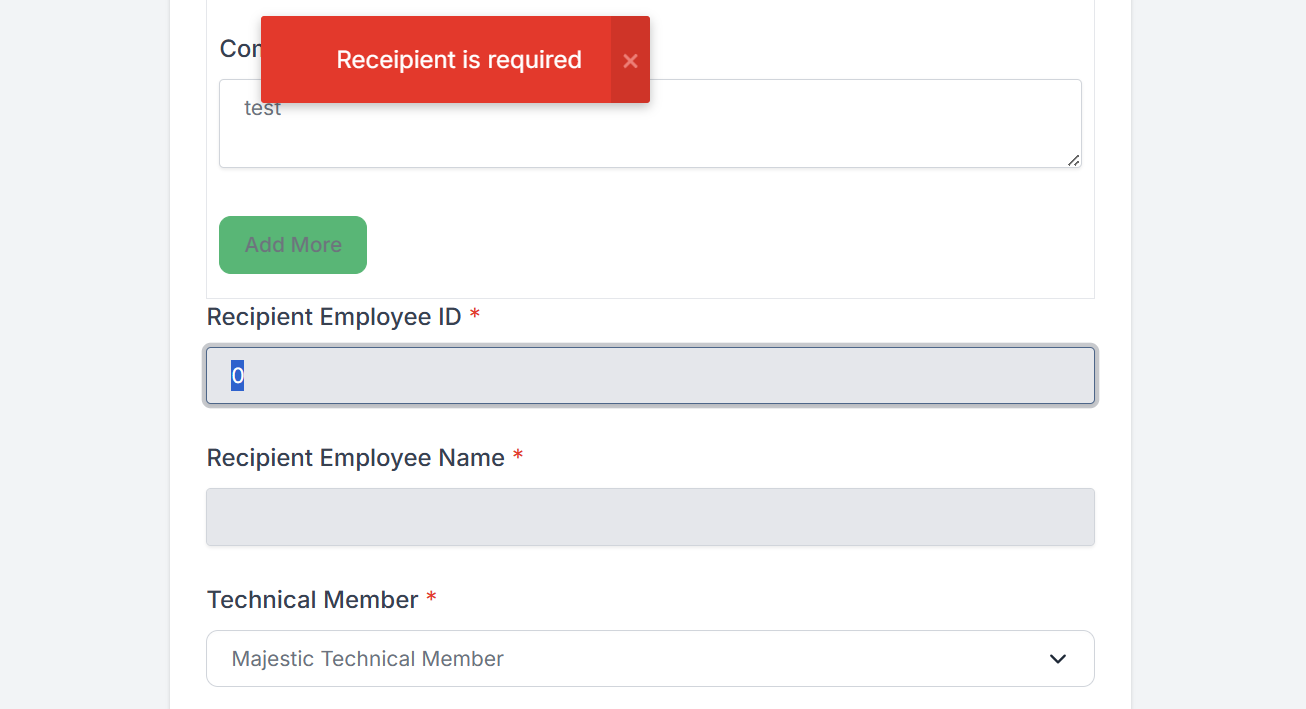 Receipient is required ×
Con
test
Add More
Recipient Employee ID *
0
Recipient Employee Name *
Technical Member *
Majestic Technical Member